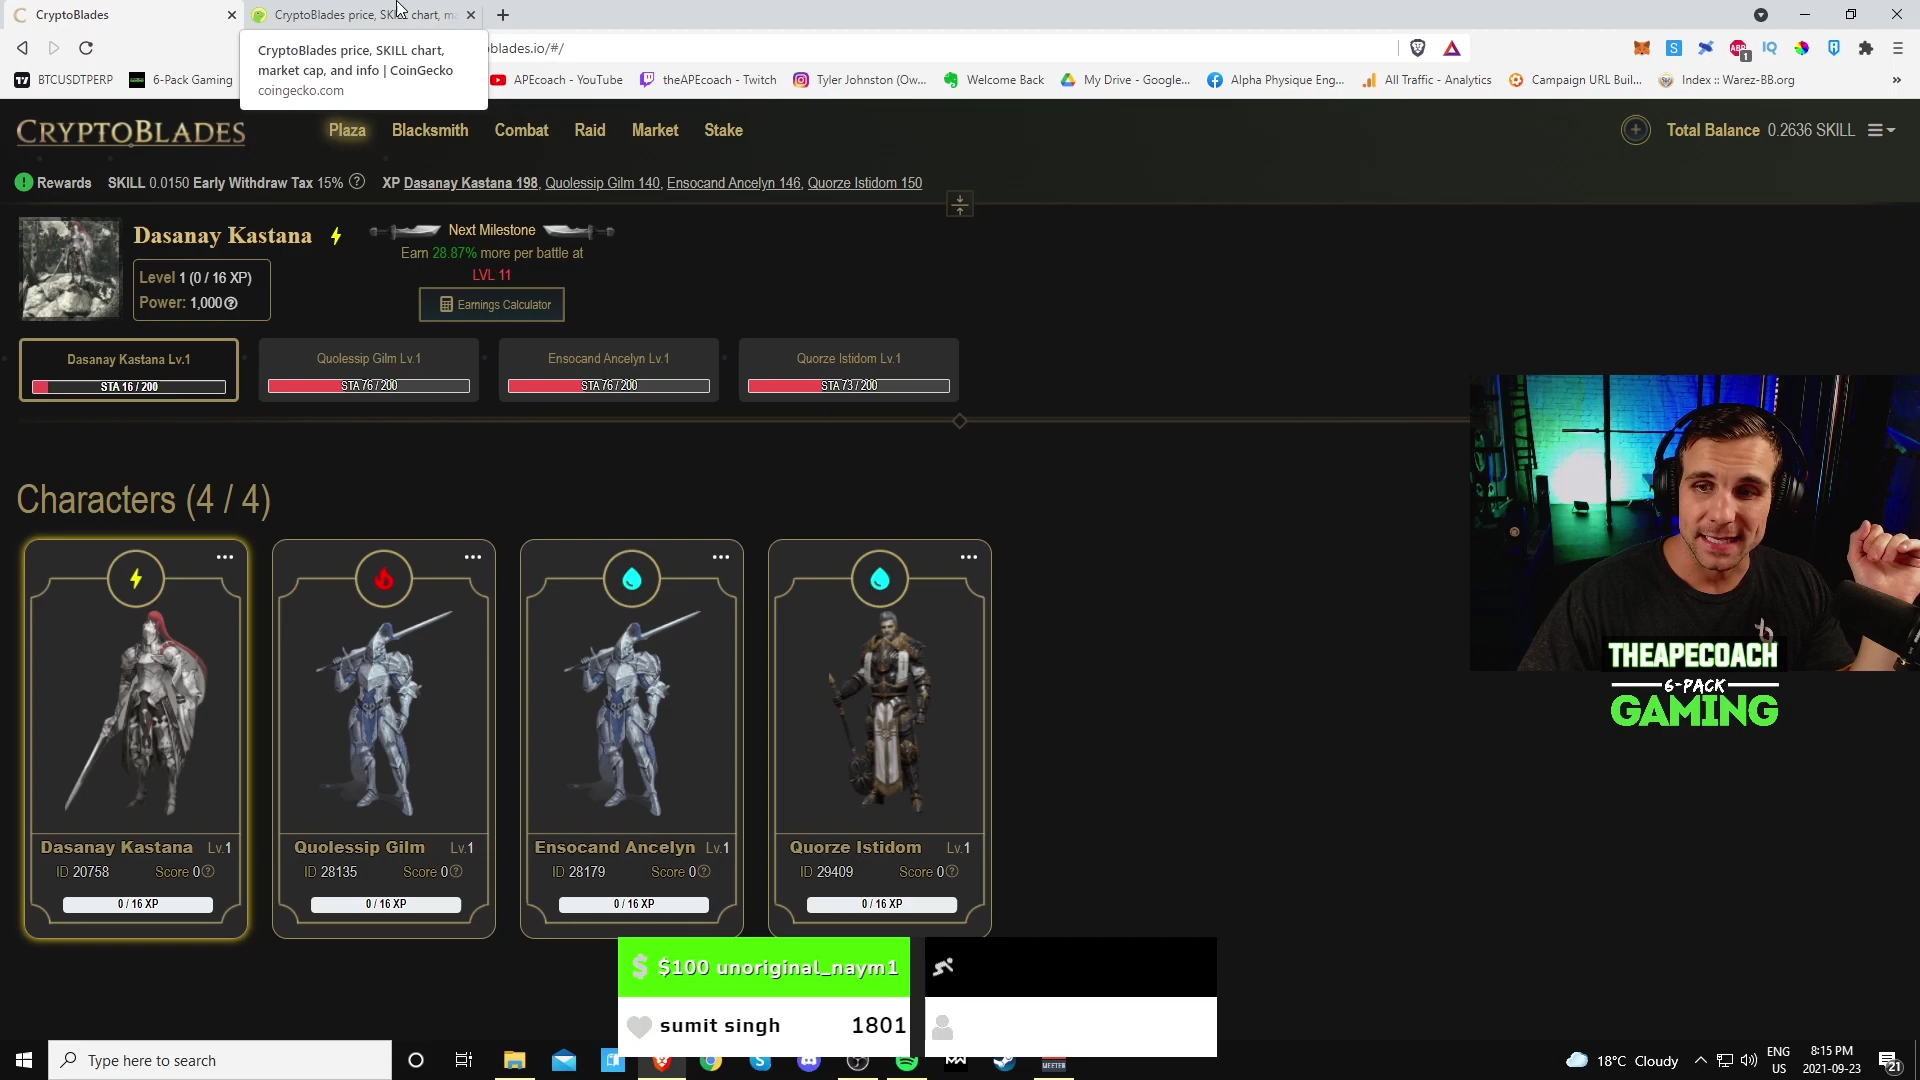 CryptoBlades
CryptoBlades price, SKILL chart, ma
CryptoBlades price, SKILL chart,
market cap, and info | CoinGecko
coingecko.com
blades.io/#/
BTCUSDTPERP
6-Pack Gaming
APEcoach - YouTube
theAPEcoach - Twitch
Tyler Johnston (Ow...
Welcome Back
My Drive - Google...
Alpha Physique Eng...
All Traffic - Analytics
Campaign URL Buil...
Index :: Warez-BB.org
CRYPTOBLADES
Plaza
Blacksmith
Combat
Raid
Market
Stake
Total Balance 0.2636 SKILL
Rewards SKILL 0.0150 Early Withdraw Tax 15% XP Dasanay Kastana 198, Quolessip Gilm 140, Ensocand Ancelyn 146, Quorze Istidom 150
Dasanay Kastana
Level 1 (0 / 16 XP)
Power: 1,000
Next Milestone
Earn 28.87% more per battle at
LVL 11
Earnings Calculator
Dasanay Kastana Lv.1
STA 16 / 200
Quolessip Gilm Lv.1
STA 76 / 200
Ensocand Ancelyn Lv.1
STA 76 / 200
Quorze Istidom Lv.1
STA 73 / 200
Characters (4 / 4)
Dasanay Kastana Lv.1
ID 20758 Score 0
0 / 16 XP
Quolessip Gilm Lv.1
ID 28135 Score 0
0 / 16 XP
Ensocand Ancelyn Lv.1
ID 28179 Score 0
0 / 16 XP
Quorze Istidom Lv.1
ID 29409 Score 0
0 / 16 XP
THEAPECOACH
6-PACK
GAMING
$100 unoriginal_naym1
sumit singh 1801
Type here to search
18°C Cloudy
ENG
US
8:15 PM
2021-09-23
21